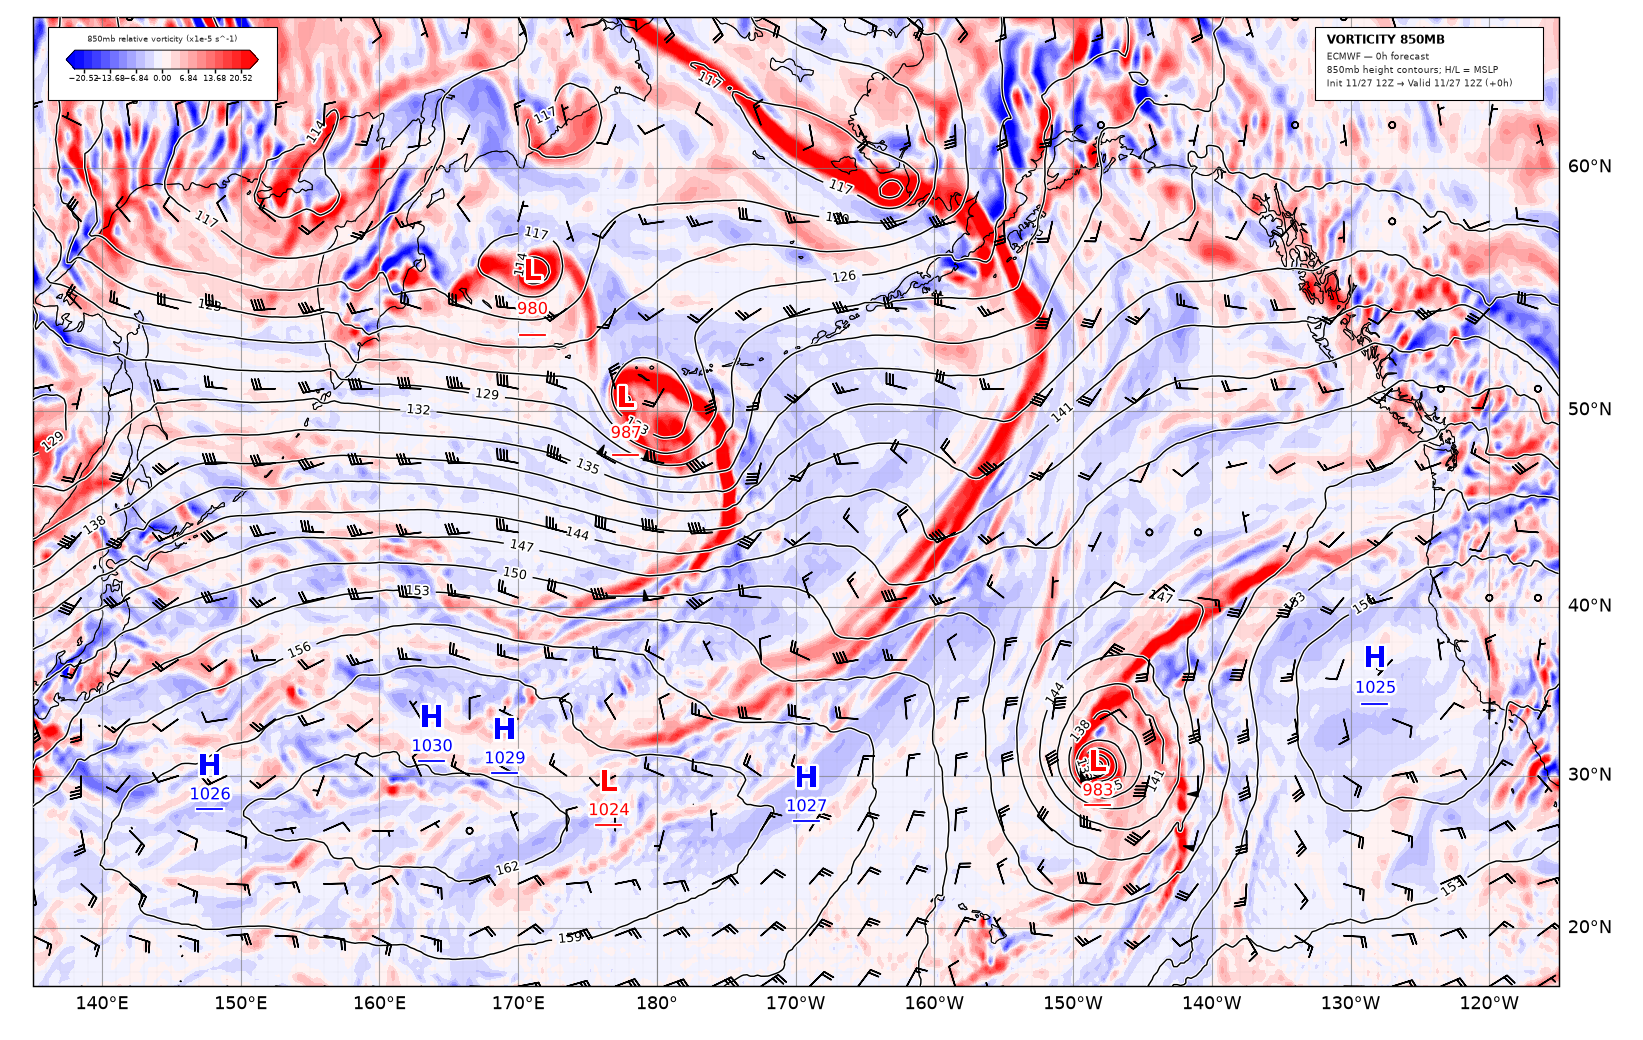 850mb relative vorticity (x1e-5 s^-1)
−20.52−13.68−6.84 0.00 6.84 13.68 20.52
VORTICITY 850MB
ECMWF — 0h forecast
850mb height contours; H/L = MSLP
Init 11/27 12Z → Valid 11/27 12Z (+0h)
117
117
114
60°N
117
117
117
114
L
980
126
129
L
987
129
132
141
50°N
129
135
138
144
147
150
153
147
153
156
40°N
156
H
1025
144
138
H
1030
H
1029
H
1026
L
1024
H
1027
L
983
141
30°N
162
153
159
20°N
140°E 150°E 160°E 170°E 180° 170°W 160°W 150°W 140°W 130°W 120°W